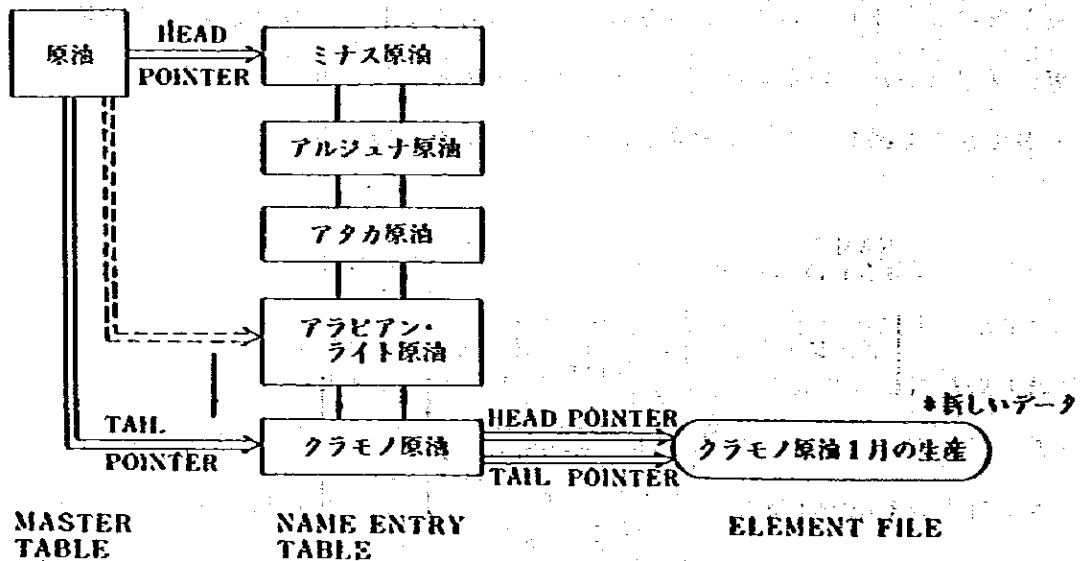 原油
HEAD
POINTER
ミナス原油
アルジュナ原油
アタカ原油
アラビアン・
ライト原油
TAIL
POINTER
クラモノ原油
HEAD POINTER
TAIL POINTER
*新しいデータ
クラモノ原油1月の生産
MASTER
TABLE
NAME ENTRY
TABLE
ELEMENT FILE